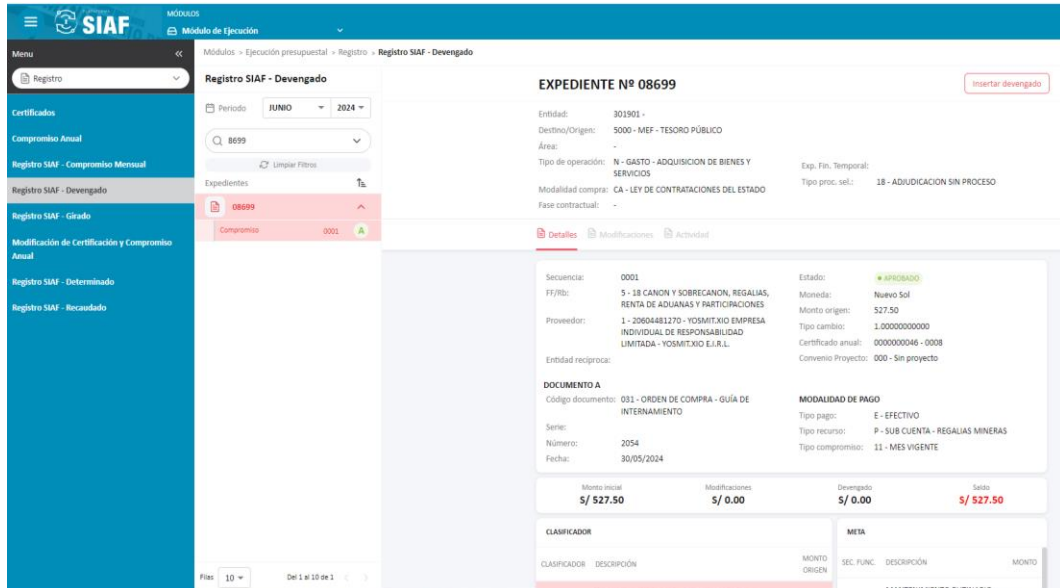 SIAF
MÓDULOS
Módulo de Ejecución
Menu
Registro
Certificados
Compromiso Anual
Registro SIAF - Compromiso Mensual
Registro SIAF - Devengado
Registro SIAF - Girado
Modificación de Certificación y Compromiso
Anual
Registro SIAF - Determinado
Registro SIAF - Recaudado
Módulos > Ejecución presupuestal > Registro > Registro SIAF - Devengado
Registro SIAF - Devengado
Periodo JUNIO 2024
8699
Limpiar Filtros
Expedientes
08699
Compromiso 0001 A
Filas 10 Del 1 al 10 de 1
EXPEDIENTE Nº 08699
Insertar devengado
Entidad: 301901 -
Destino/Origen: 5000 - MEF - TESORO PÚBLICO
Área: -
Tipo de operación: N - GASTO - ADQUISICION DE BIENES Y
SERVICIOS
Exp. Fin. Temporal:
Modalidad compra: CA - LEY DE CONTRATACIONES DEL ESTADO
Tipo proc. sel.: 18 - ADJUDICACION SIN PROCESO
Fase contractual: -
Detalles Modificaciones Actividad
Secuencia: 0001
FF/Rb: 5 - 18 CANON Y SOBRECANON, REGALIAS,
RENTA DE ADUANAS Y PARTICIPACIONES
Proveedor: 1 - 20604481270 - YOSMIT.XIO EMPRESA
INDIVIDUAL DE RESPONSABILIDAD
LIMITADA - YOSMIT.XIO E.I.R.L.
Entidad recíproca:
Estado: APROBADO
Moneda: Nuevo Sol
Monto origen: 527.50
Tipo cambio: 1.00000000000
Certificado anual: 0000000046 - 0008
Convenio Proyecto: 000 - Sin proyecto
DOCUMENTO A
Código documento: 031 - ORDEN DE COMPRA - GUÍA DE
INTERNAMIENTO
Serie:
Número: 2054
Fecha: 30/05/2024
MODALIDAD DE PAGO
Tipo pago: E - EFECTIVO
Tipo recurso: P - SUB CUENTA - REGALIAS MINERAS
Tipo compromiso: 11 - MES VIGENTE
Monto inicial Modificaciones Devengado Saldo
S/ 527.50 S/ 0.00 S/ 0.00 S/ 527.50
CLASIFICADOR
CLASIFICADOR DESCRIPCIÓN MONTO
ORIGEN
META
SEC. FUNC. DESCRIPCIÓN MONTO